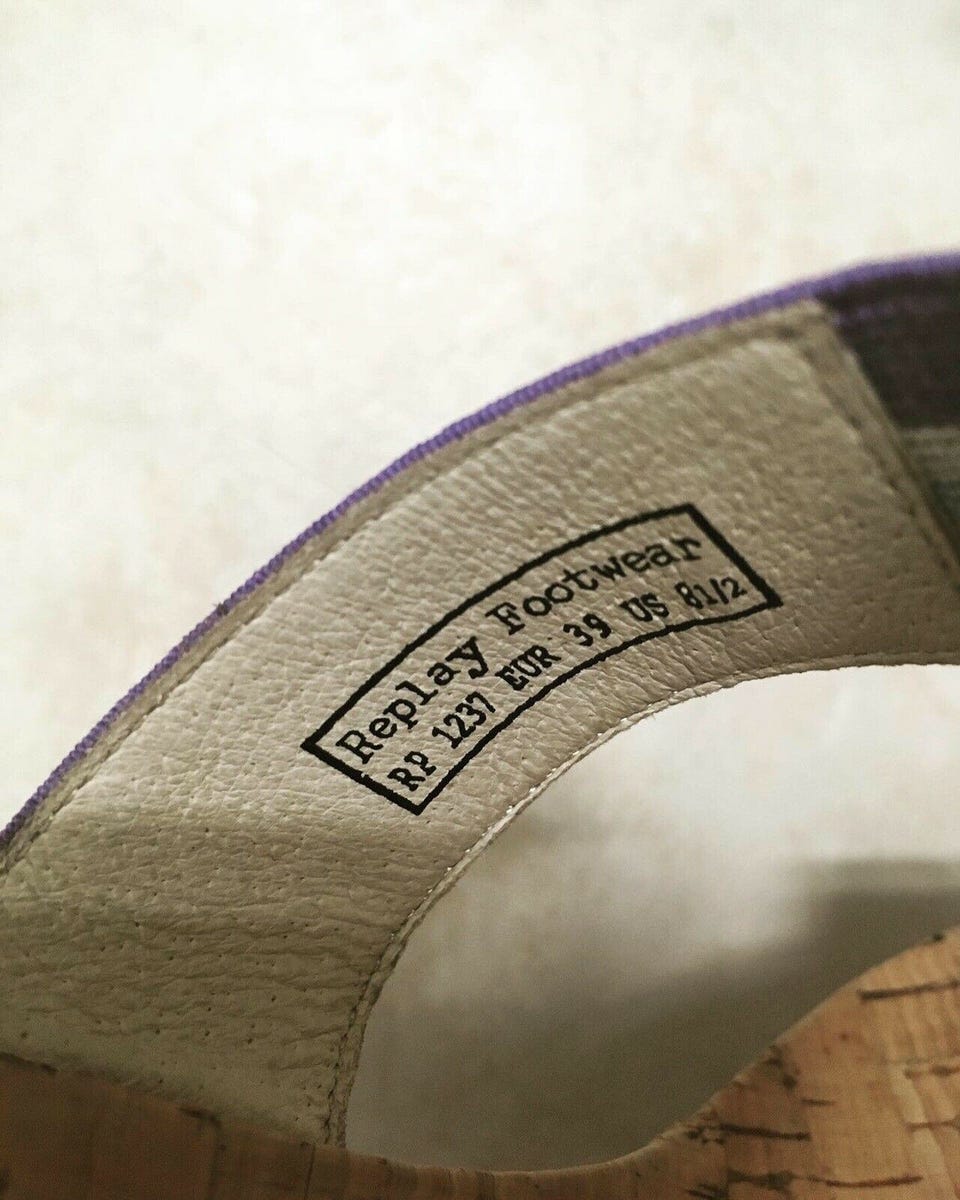 Replay Footwear
RP 1237 EUR 39 US 81/2